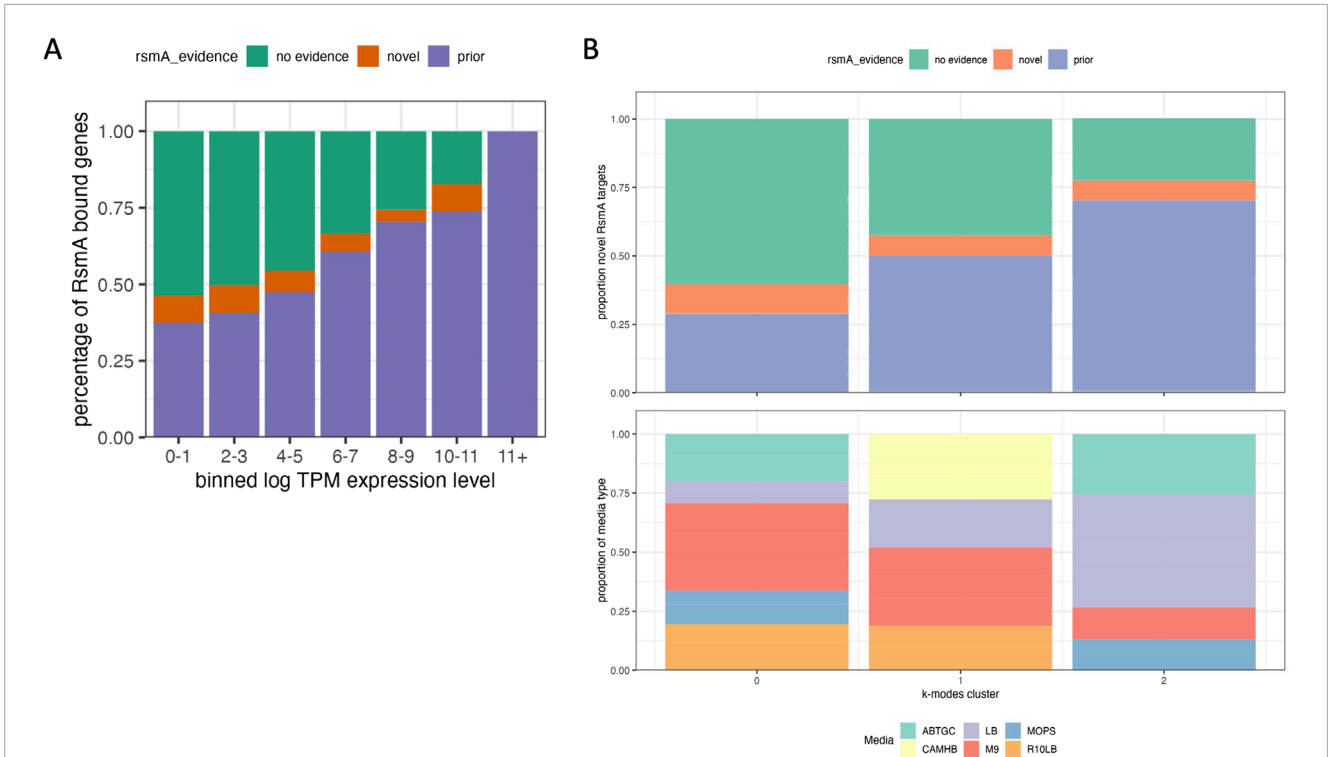 A
rsmA_evidence no evidence novel prior
percentage of RsmA bound genes
1.00
0.75
0.50
0.25
0.00
0-1 2-3 4-5 6-7 8-9 10-11 11+
binned log TPM expression level
B
rsmA_evidence no evidence novel prior
proportion novel RsmA targets
1.00
0.75
0.50
0.25
0.00
proportion of media type
1.00
0.75
0.50
0.25
0.00
0 1 2
k-modes cluster
Media ABTGC LB MOPS
CAMHB M9 R10LB